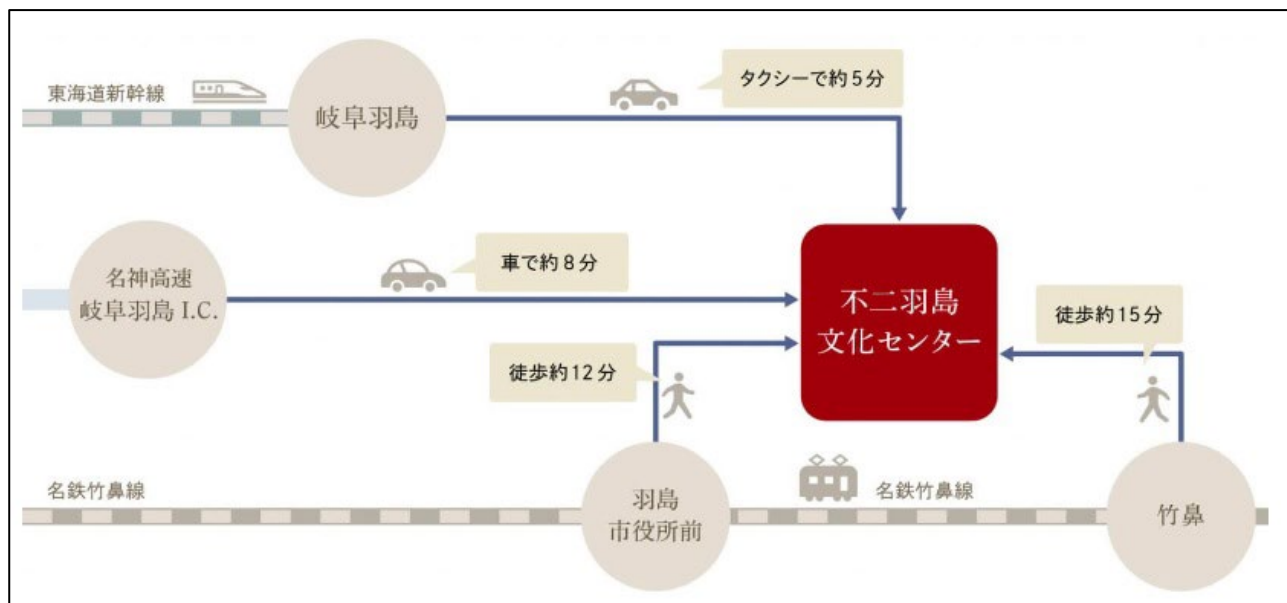 東海道新幹線
岐阜羽島
タクシーで約5分
名神高速
岐阜羽島 I.C.
車で約8分
不二羽島
文化センター
徒歩約12分
徒歩約15分
名鉄竹鼻線
羽島
市役所前
名鉄竹鼻線
竹鼻